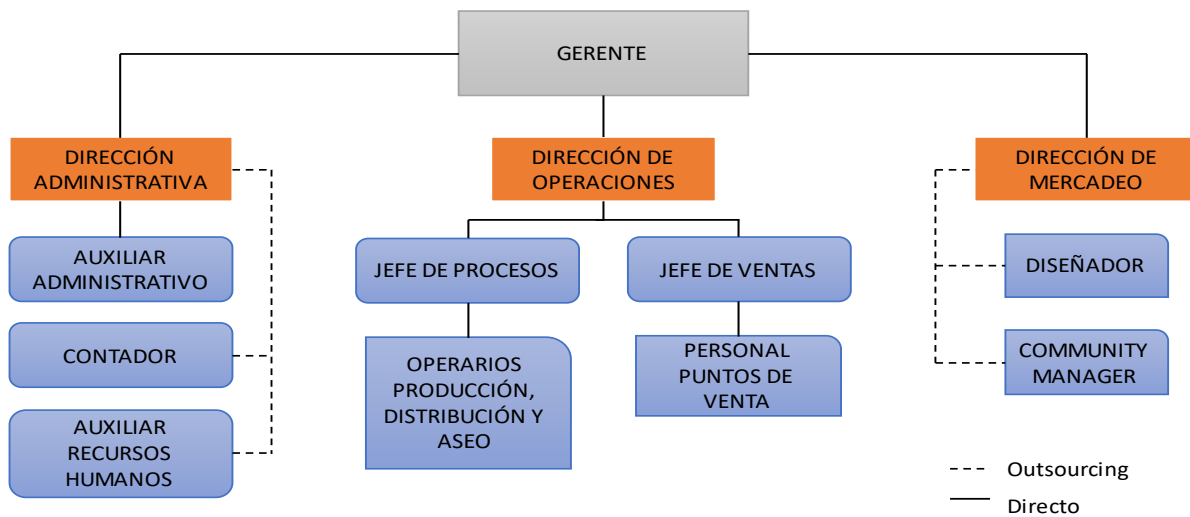 GERENTE
DIRECCIÓN
ADMINISTRATIVA
DIRECCIÓN DE
OPERACIONES
DIRECCIÓN DE
MERCADEO
AUXILIAR
ADMINISTRATIVO
JEFE DE PROCESOS
JEFE DE VENTAS
DISEÑADOR
CONTADOR
OPERARIOS
PRODUCCIÓN,
DISTRIBUCIÓN Y
ASEO
PERSONAL
PUNTOS DE
VENTA
COMMUNITY
MANAGER
AUXILIAR
RECURSOS
HUMANOS
Outsourcing
Directo